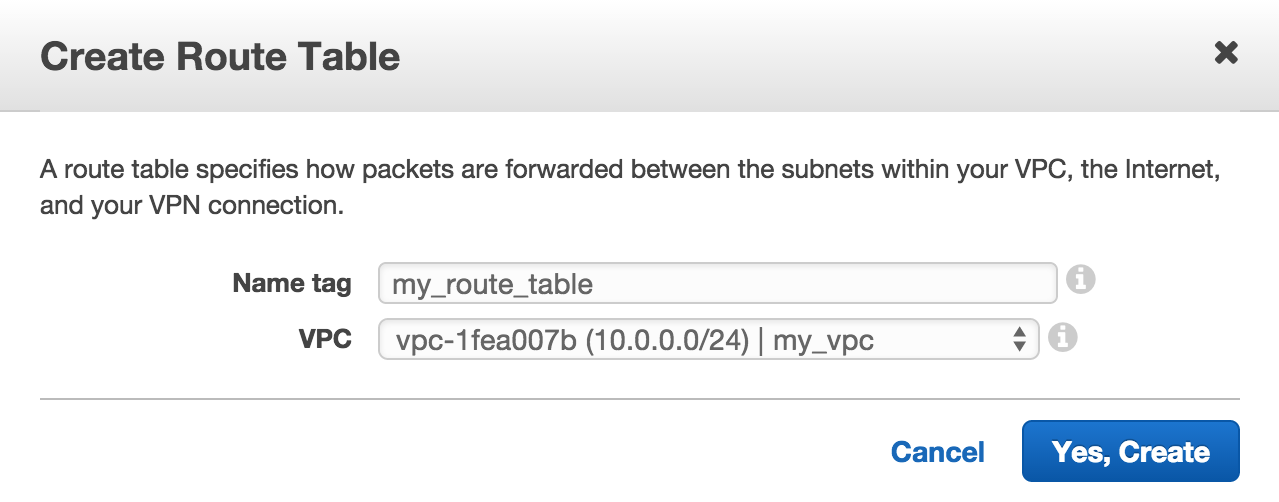 Create Route Table
A route table specifies how packets are forwarded between the subnets within your VPC, the Internet,
and your VPN connection.
Name tag my_route_table
VPC vpc-1fea007b (10.0.0.0/24) | my_vpc
Cancel Yes, Create